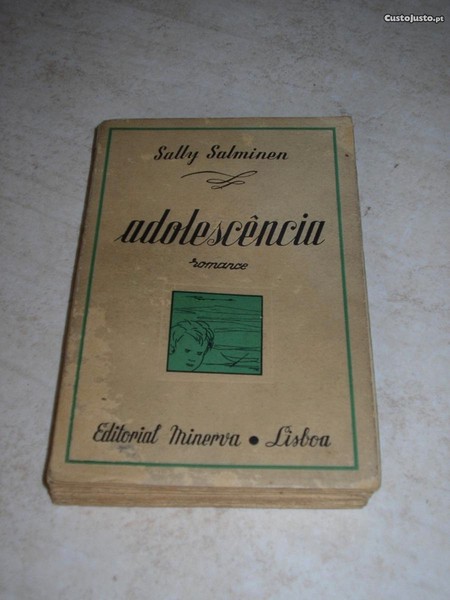 CustoJusto.pt
Sally Salminen
adolescência
romance
Editorial Minerva • Lisboa